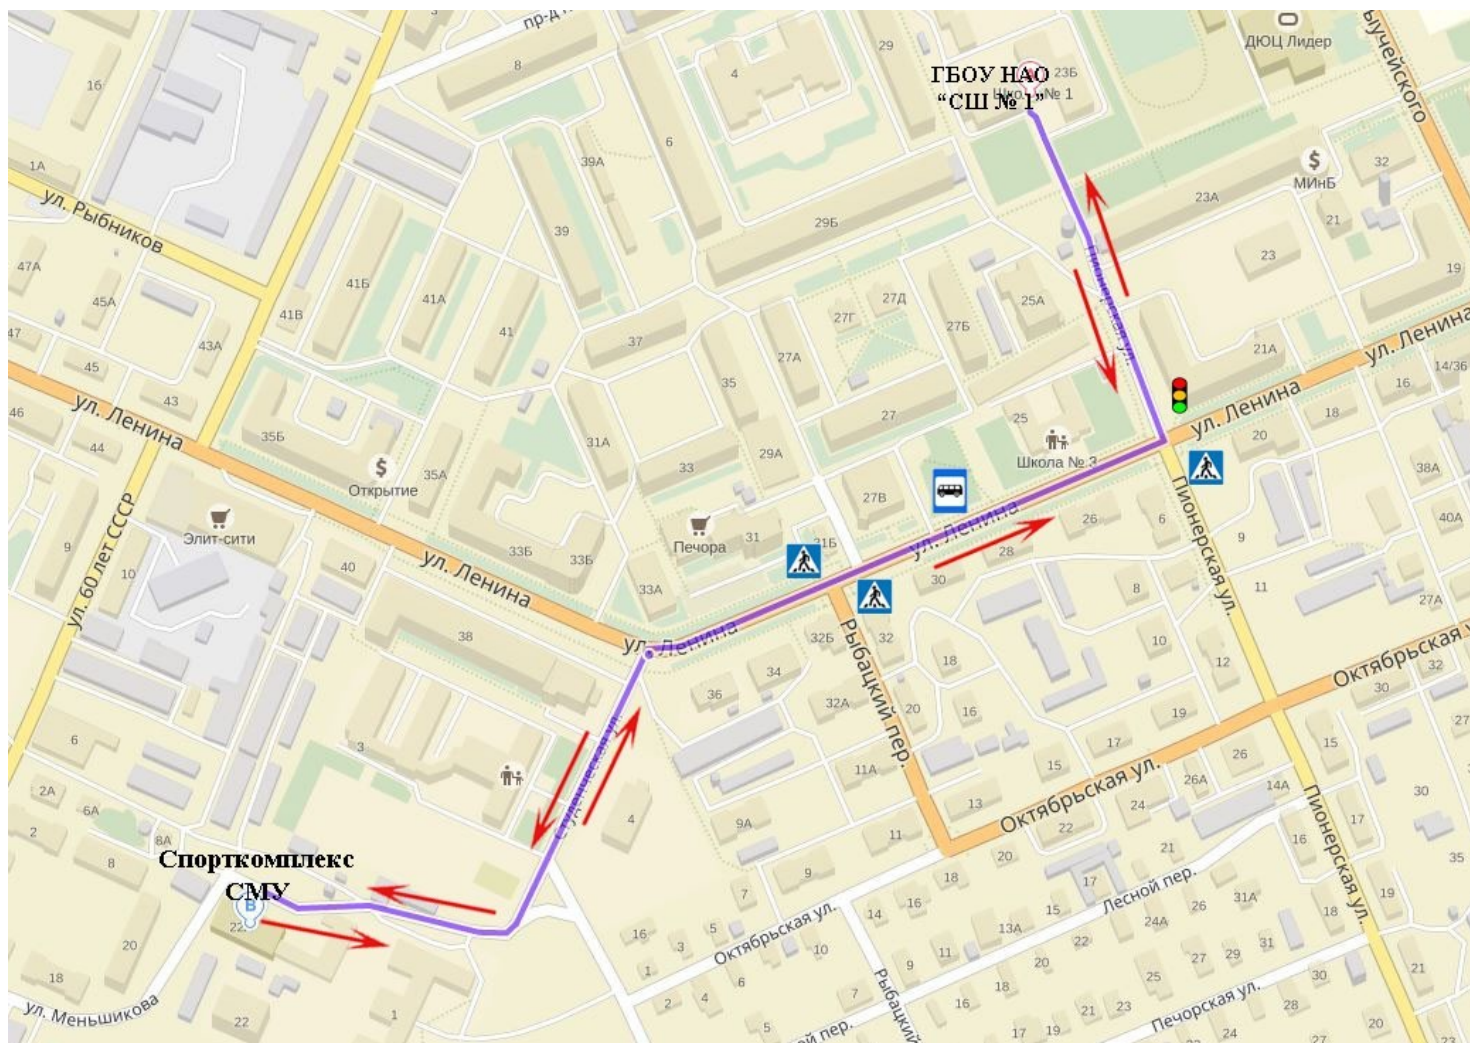 пр-д
8
6
4
29
ГБОУ НАО
“СШ № 1”
23Б
Школа № 1
ДЮЦ Лидер
16
1А
ул. Рыбников
39А
39
29Б
23А
$
МИнБ
32
21
23
19
47А
45А
41Б
41А
41
41В
37
27Г
27Д
27А
27Б
25А
Пионерская ул.
47
45
43А
43
46
44
ул. Ленина
35
27
25
21А
ул. Ленина
ул. Ленина
14/36
16
18
20
35Б
$
Открытие
35А
31А
33
29А
27В
Школа № 3
Элит-сити
Печора
31
31Б
33Б
33Б
33А
ул. Ленина
ул. Ленина
ул. Ленина
ул. Ленина
26
28
30
6
9
11
38А
40А
27А
9
10
40
38
ул. 60 лет СССР
32Б
32
34
36
32А
18
20
16
8
10
12
Пионерская ул.
Октябрьская ул.
30
32
27
Рыбацкий пер.
Студенческая ул.
6
3
2А
6А
2
8А
8
4
11А
9А
11
13
15
17
19
26
26А
24
22
14А
15
30
35
Октябрьская ул.
Пионерская ул.
16
17
19
18
21
Спорткомплекс
СМУ
В
22
20
18
22
1
ул. Меньшикова
7
9
16
3
5
1
2
4
6
5
10
14
16
18
20
17
21
15
13А
Октябрьская ул.
Лесной пер.
26
31А
24А
22
20
27
29
31
25
30
28
20
23
9
11
7
18
16
17
19
21
23
22
Рыбацкий
пер.
Печорская ул.